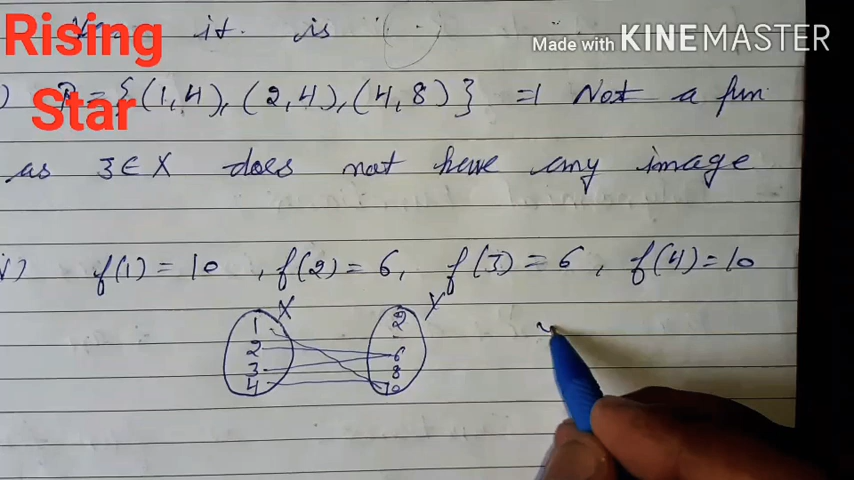 Rising
Star
Made with KINEMASTER
it is
) R = {(1,4), (2,4), (4,8)} => Not a fun
as 3 ∈ X does not have any image
f(1) = 10, f(2) = 6, f(3) = 6, f(4) = 10
X Y
1 2
2 6
3 8
4 10